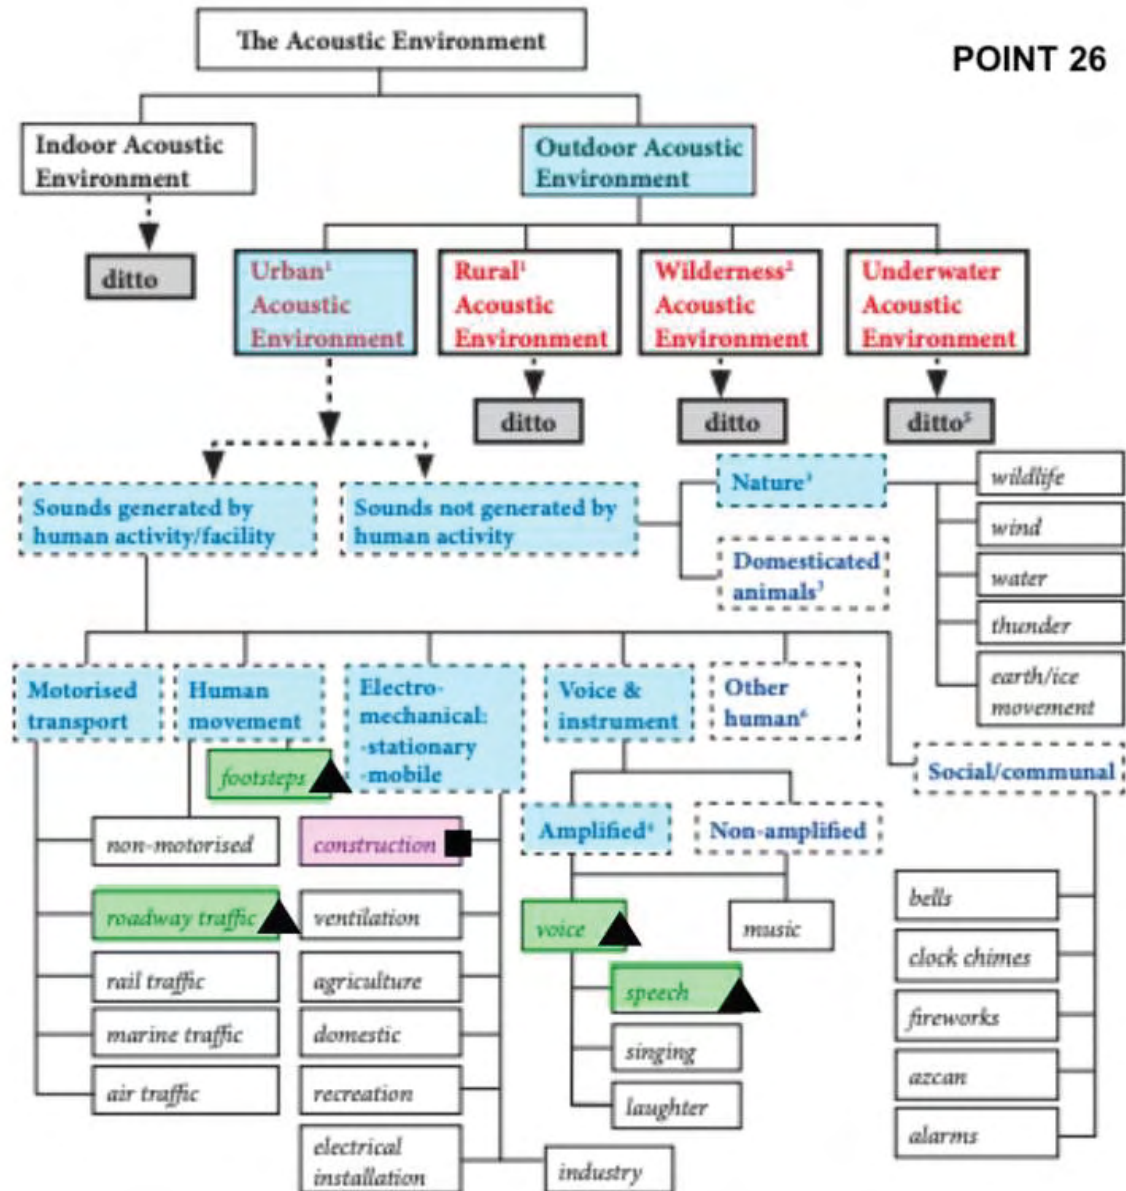 The Acoustic Environment
POINT 26
Indoor Acoustic
Environment
Outdoor Acoustic
Environment
ditto
Urban¹
Acoustic
Environment
Rural¹
Acoustic
Environment
Wilderness²
Acoustic
Environment
Underwater
Acoustic
Environment
ditto
ditto
ditto⁵
Sounds generated by
human activity/facility
Sounds not generated by
human activity
Nature³
Domesticated
animals³
wildlife
wind
water
thunder
earth/ice
movement
Motorised
transport
Human
movement
Electro-
mechanical:
-stationary
-mobile
Voice &
instrument
Other
human⁶
Social/communal
footsteps
non-motorised
roadway traffic
rail traffic
marine traffic
air traffic
construction
ventilation
agriculture
domestic
recreation
electrical
installation
industry
Amplified⁴
Non-amplified
voice
music
speech
singing
laughter
bells
clock chimes
fireworks
azcan
alarms